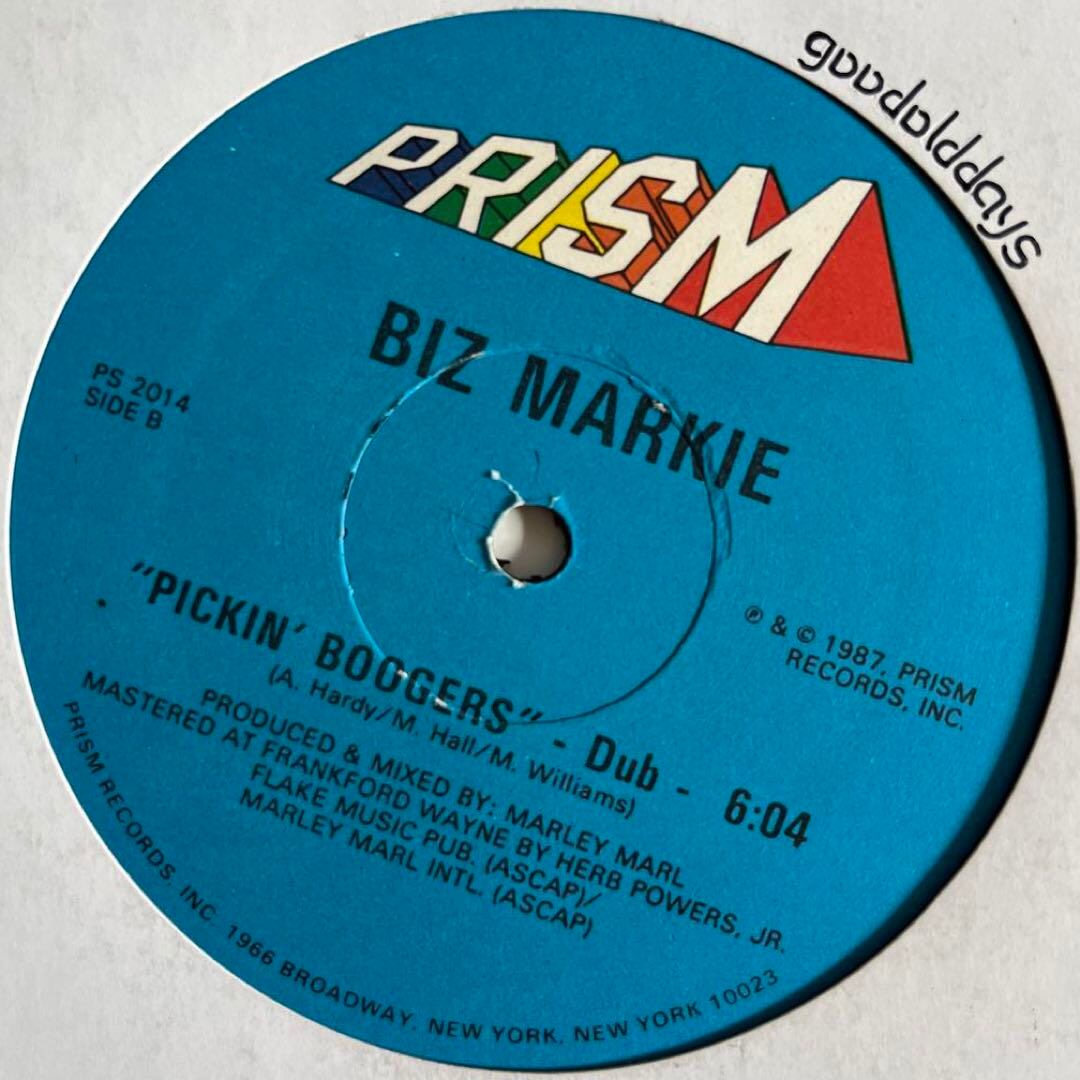 gooddolddays
PRISM
BIZ MARKIE
PS 2014
SIDE B
℗ & © 1987, PRISM
RECORDS, INC.
"PICKIN' BOOGERS" - Dub - 6:04
(A. Hardy/M. Hall/M. Williams)
PRODUCED & MIXED BY: MARLEY MARL
MASTERED AT FRANKFORD WAYNE BY HERB POWERS, JR.
FLAKE MUSIC PUB. (ASCAP)/
MARLEY MARL INTL. (ASCAP)
PRISM RECORDS, INC. 1966 BROADWAY, NEW YORK, NEW YORK 10023